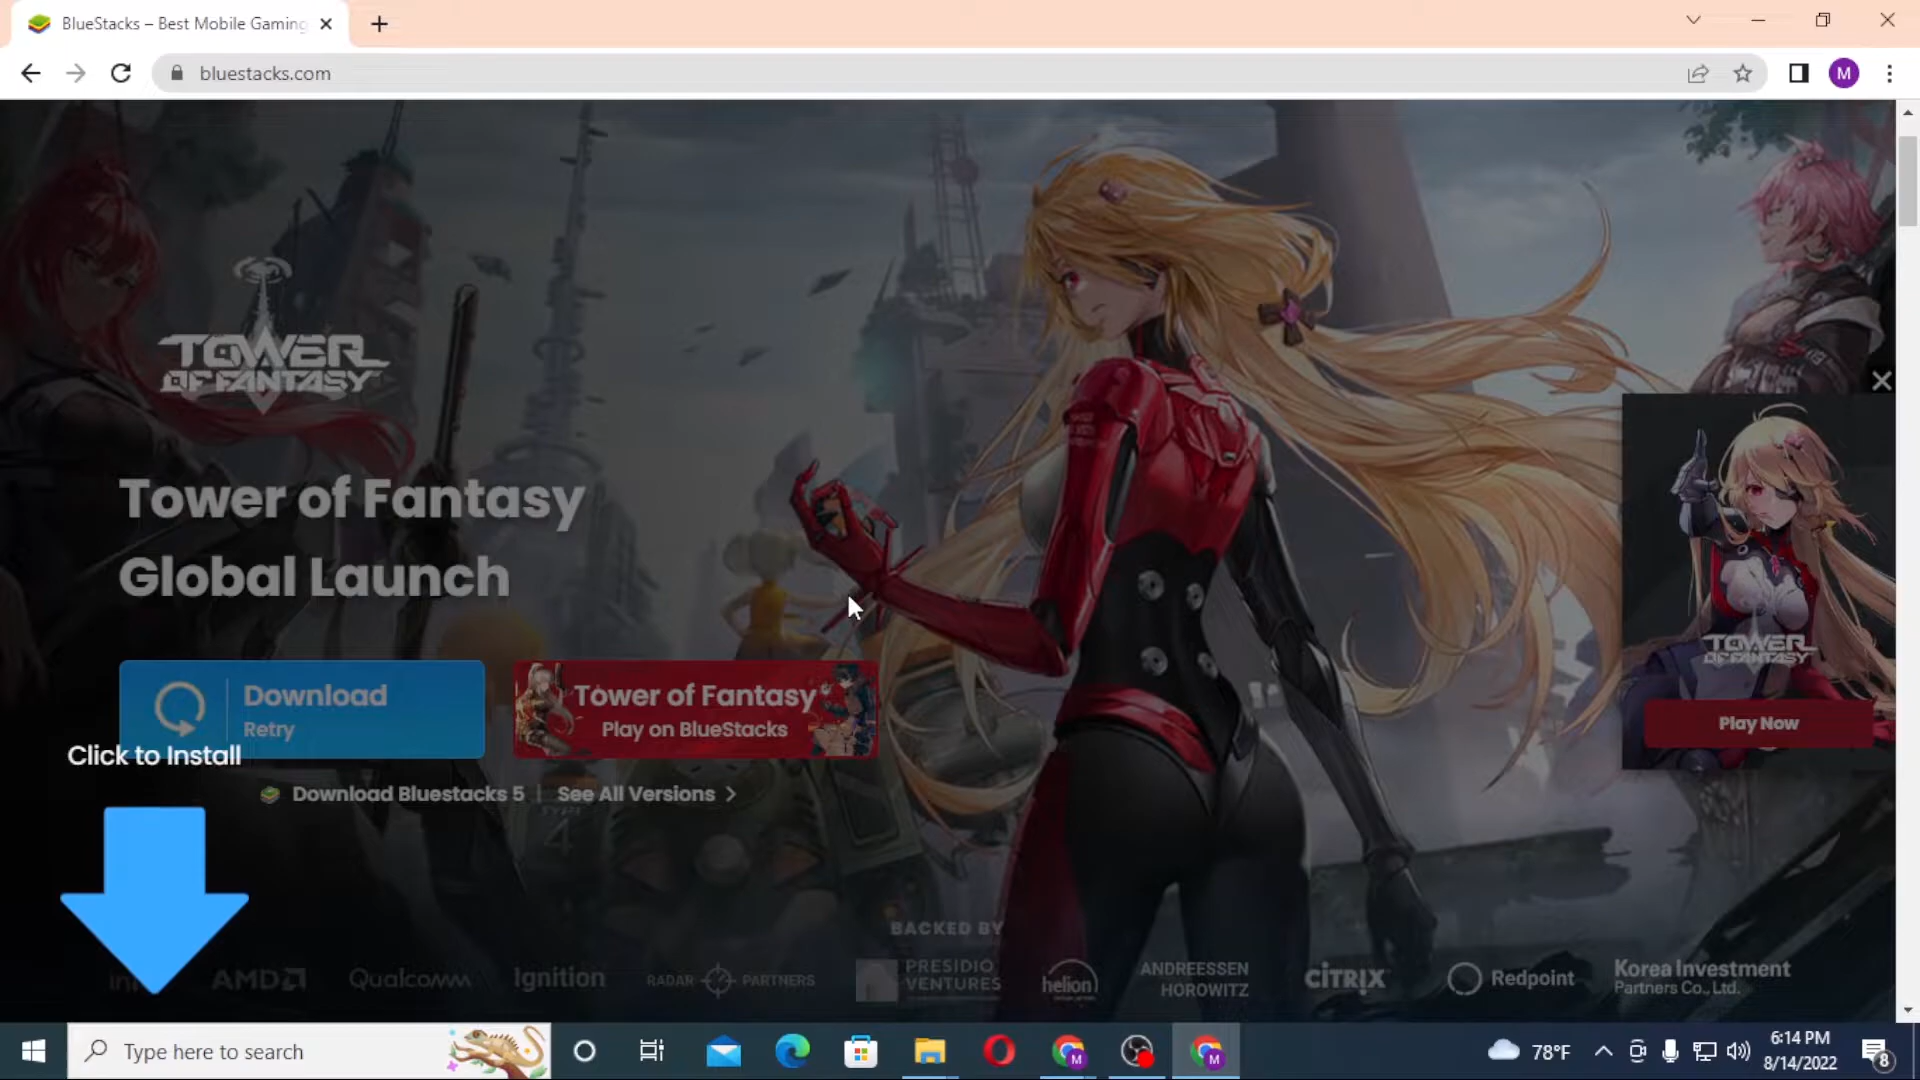 BlueStacks – Best Mobile Gaming
bluestacks.com
M
TOWER
OF FANTASY
Tower of Fantasy
Global Launch
Download
Retry
Tower of Fantasy
Play on BlueStacks
Click to Install
Download Bluestacks 5 | See All Versions >
TOWER
OF FANTASY
Play Now
BACKED BY
AMD
Qualcomm
Ignition
RADAR PARTNERS
PRESIDIO
VENTURES
helion
ANDREESSEN
HOROWITZ
CITRIX
Redpoint
Korea Investment
Partners Co., Ltd.
Type here to search
M
M
78°F
6:14 PM
8/14/2022
8